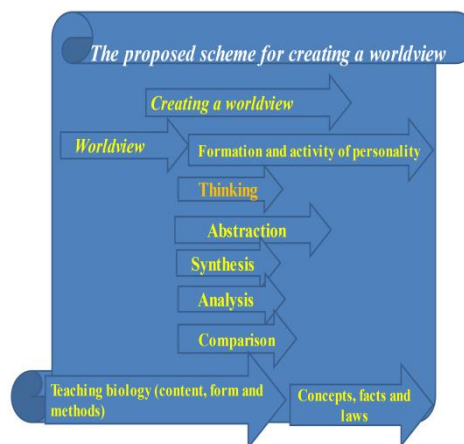 The proposed scheme for creating a worldview
Creating a worldview
Worldview
Formation and activity of personality
Thinking
Abstraction
Synthesis
Analysis
Comparison
Teaching biology (content, form and
methods)
Concepts, facts and
laws